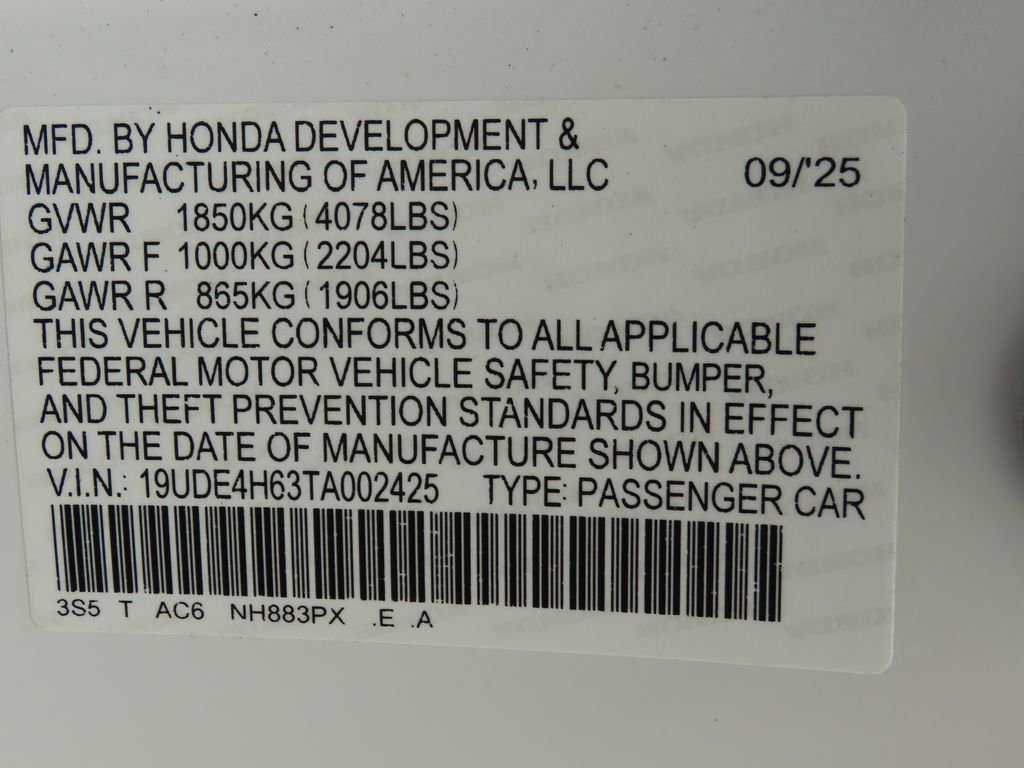 MFD. BY HONDA DEVELOPMENT &
MANUFACTURING OF AMERICA, LLC 09/'25
GVWR 1850KG (4078LBS)
GAWR F 1000KG (2204LBS)
GAWR R 865KG (1906LBS)
THIS VEHICLE CONFORMS TO ALL APPLICABLE
FEDERAL MOTOR VEHICLE SAFETY, BUMPER,
AND THEFT PREVENTION STANDARDS IN EFFECT
ON THE DATE OF MANUFACTURE SHOWN ABOVE.
V.I.N.: 19UDE4H63TA002425 TYPE: PASSENGER CAR
3S5 T AC6 NH883PX .E .A